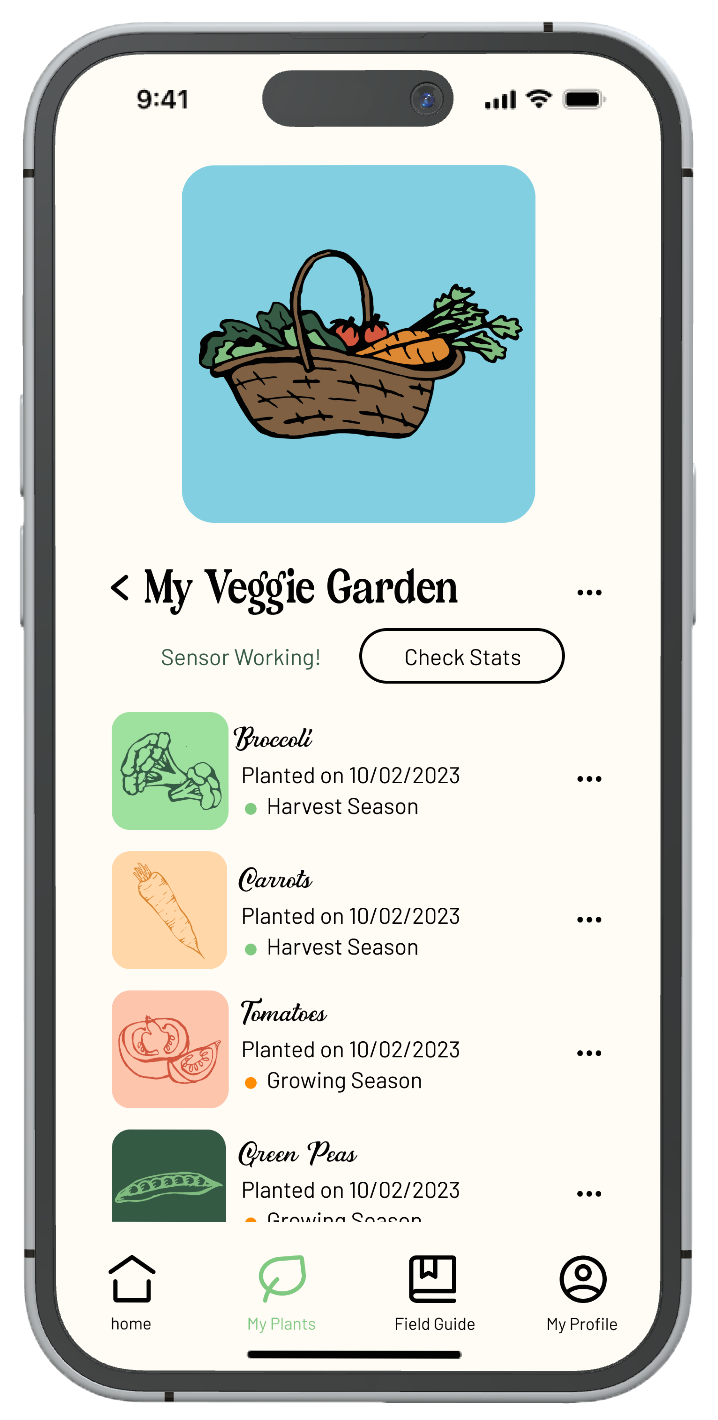 9:41
My Veggie Garden
Sensor Working!
Check Stats
Broccoli
Planted on 10/02/2023
Harvest Season
Carrots
Planted on 10/02/2023
Harvest Season
Tomatoes
Planted on 10/02/2023
Growing Season
Green Peas
Planted on 10/02/2023
Growing Season
home
My Plants
Field Guide
My Profile